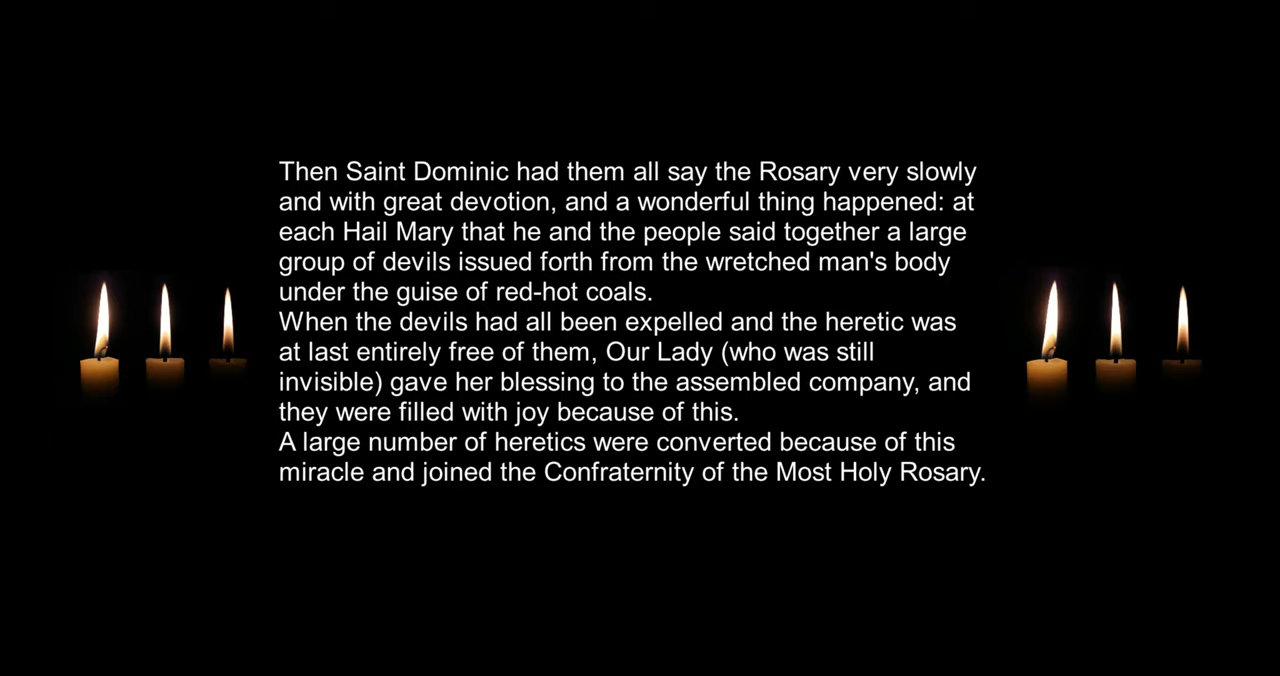 Then Saint Dominic had them all say the Rosary very slowly
and with great devotion, and a wonderful thing happened: at
each Hail Mary that he and the people said together a large
group of devils issued forth from the wretched man's body
under the guise of red-hot coals.
When the devils had all been expelled and the heretic was
at last entirely free of them, Our Lady (who was still
invisible) gave her blessing to the assembled company, and
they were filled with joy because of this.
A large number of heretics were converted because of this
miracle and joined the Confraternity of the Most Holy Rosary.